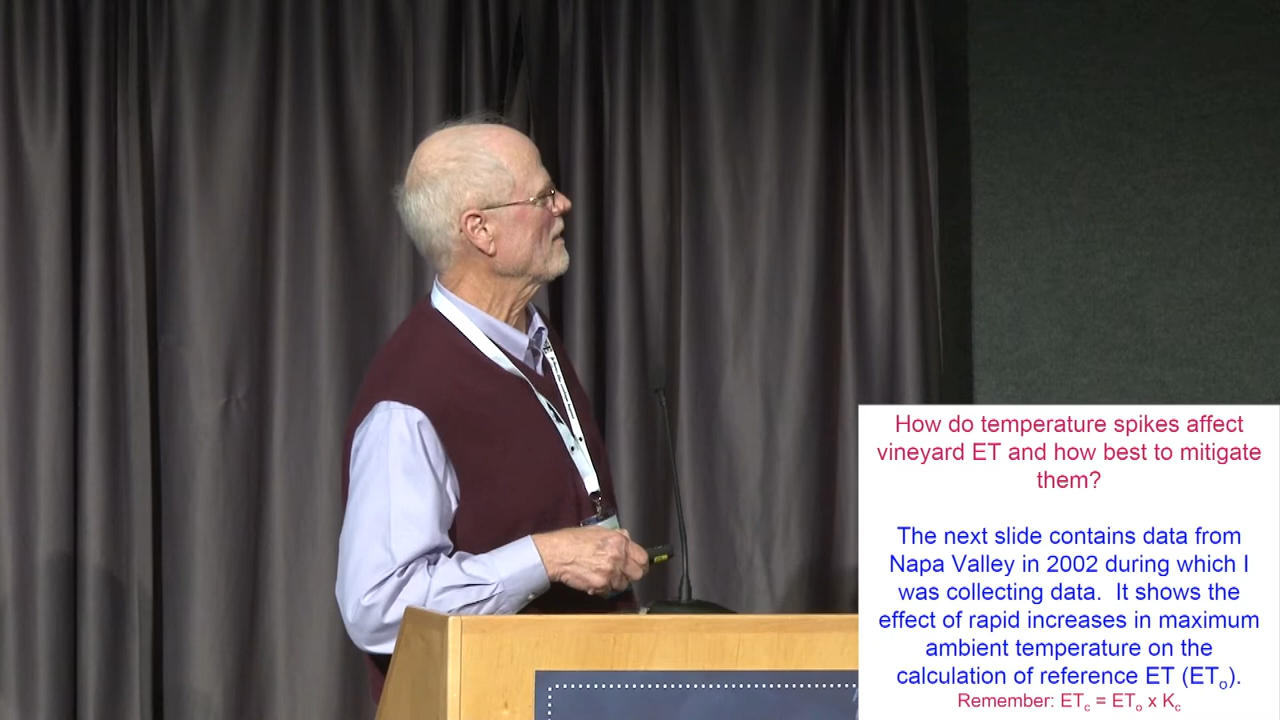 How do temperature spikes affect
vineyard ET and how best to mitigate
them?
The next slide contains data from
Napa Valley in 2002 during which I
was collecting data. It shows the
effect of rapid increases in maximum
ambient temperature on the
calculation of reference ET (ETₒ).
Remember: ET꜀ = ETₒ x K꜀